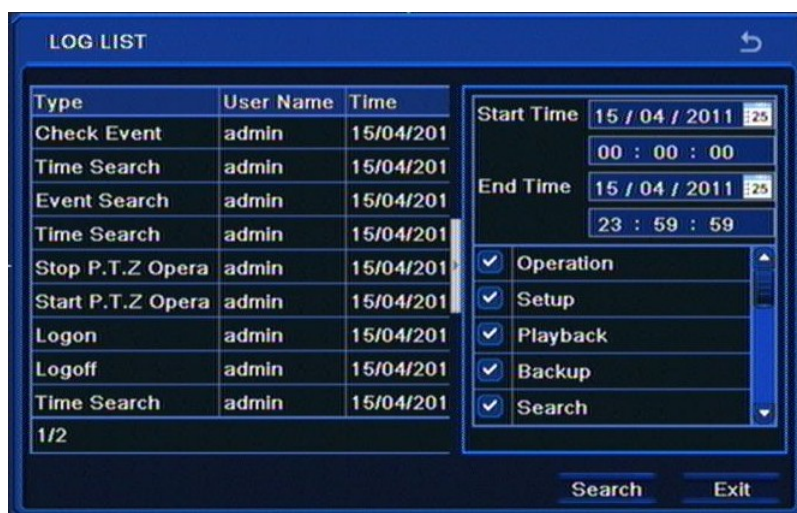 LOG LIST
Type User Name Time
Check Event admin 15/04/201
Time Search admin 15/04/201
Event Search admin 15/04/201
Time Search admin 15/04/201
Stop P.T.Z Opera admin 15/04/201
Start P.T.Z Opera admin 15/04/201
Logon admin 15/04/201
Logoff admin 15/04/201
Time Search admin 15/04/201
1/2
Start Time 15 / 04 / 2011 25
00 : 00 : 00
End Time 15 / 04 / 2011 25
23 : 59 : 59
Operation
Setup
Playback
Backup
Search
Search Exit